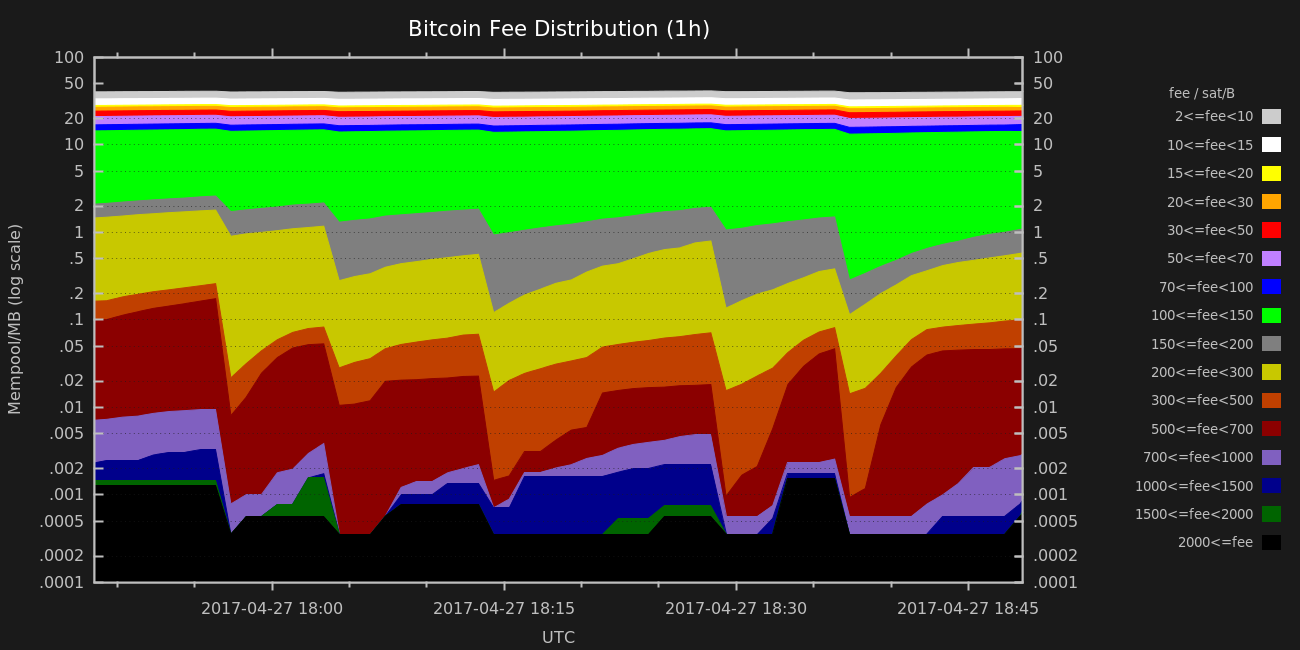 Bitcoin Fee Distribution (1h)
Mempool/MB (log scale)
100
50
20
10
5
2
1
.5
.2
.1
.05
.02
.01
.005
.002
.001
.0005
.0002
.0001
100
50
20
10
5
2
1
.5
.2
.1
.05
.02
.01
.005
.002
.001
.0005
.0002
.0001
2017-04-27 18:00 2017-04-27 18:15 2017-04-27 18:30 2017-04-27 18:45
UTC
fee / sat/B
2<=fee<10
10<=fee<15
15<=fee<20
20<=fee<30
30<=fee<50
50<=fee<70
70<=fee<100
100<=fee<150
150<=fee<200
200<=fee<300
300<=fee<500
500<=fee<700
700<=fee<1000
1000<=fee<1500
1500<=fee<2000
2000<=fee